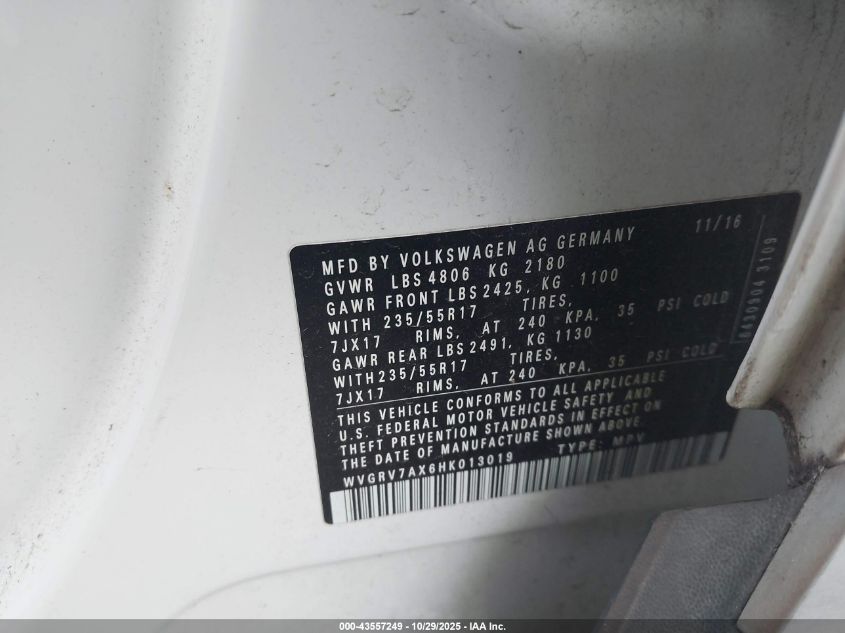 MFD BY VOLKSWAGEN AG GERMANY 11/16
GVWR LBS 4806 KG 2180
GAWR FRONT LBS 2425, KG 1100
WITH 235/55R17 TIRES,
7JX17 RIMS, AT 240 KPA, 35 PSI COLD
GAWR REAR LBS 2491, KG 1130
WITH 235/55R17 TIRES,
7JX17 RIMS, AT 240 KPA, 35 PSI COLD
THIS VEHICLE CONFORMS TO ALL APPLICABLE
U.S. FEDERAL MOTOR VEHICLE SAFETY AND
THEFT PREVENTION STANDARDS IN EFFECT ON
THE DATE OF MANUFACTURE SHOWN ABOVE.
WVGRV7AX6HK013019 TYPE: MPV
000-43557249 - 10/29/2025 - IAA Inc.